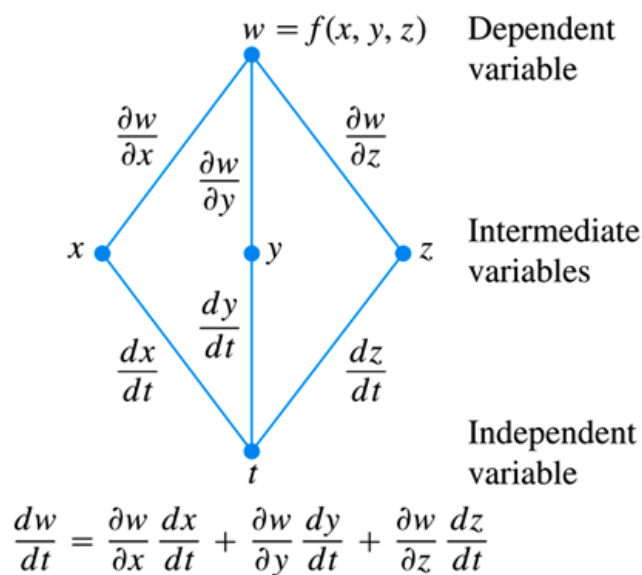 w = f(x, y, z) Dependent
variable
∂w/∂x ∂w/∂z
∂w/∂y
x y z Intermediate
variables
dy/dt
dx/dt dz/dt
Independent
t variable
dw/dt = ∂w/∂x dx/dt + ∂w/∂y dy/dt + ∂w/∂z dz/dt